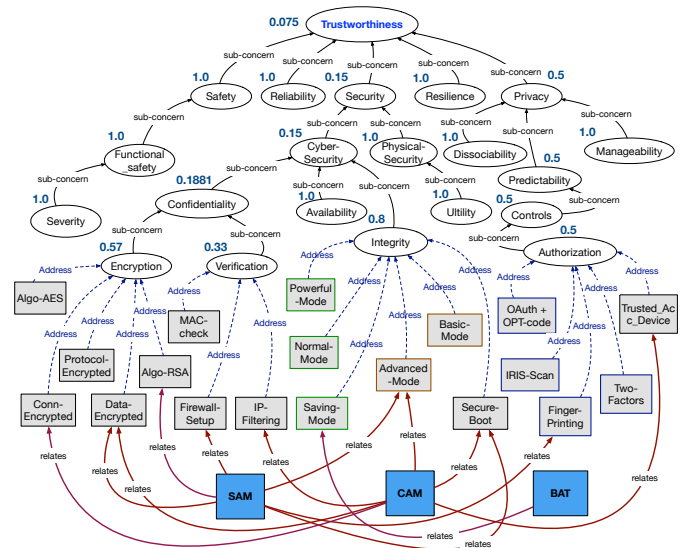 0.075
Trustworthiness
sub-concern
sub-concern
sub-concern
sub-concern
sub-concern
1.0
1.0
0.15
1.0
0.5
Safety
Reliability
Security
Resilience
Privacy
sub-concern
sub-concern
sub-concern
sub-concern
sub-concern
sub-concern
1.0
0.15
1.0
1.0
1.0
Functional
_safety
Cyber-
Security
Physical-
Security
Dissociability
Manageability
0.5
Predictability
sub-concern
sub-concern
sub-concern
sub-concern
sub-concern
sub-concern
1.0
0.1881
1.0
1.0
0.5
Severity
Confidentiality
Availability
Ultility
Controls
sub-concern
sub-concern
sub-concern
0.57
0.33
0.8
0.5
Encryption
Verification
Integrity
Authorization
Address
Address
Address
Address
Address
Address
Algo-AES
MAC-
check
Powerful
-Mode
Basic-
Mode
OAuth +
OPT-code
Trusted_Ac
c_Device
Address
Address
Address
Address
Address
Address
Address
Address
Address
Address
Address
Address
Address
Protocol-
Encrypted
Algo-RSA
Normal-
Mode
Advanced
-Mode
IRIS-Scan
Two-
Factors
Conn-
Encrypted
Data-
Encrypted
Firewall-
Setup
IP-
Filtering
Saving-
Mode
Secure-
Boot
Finger-
Printing
relates
relates
relates
relates
relates
relates
relates
relates
relates
relates
relates
relates
SAM
CAM
BAT
relates
relates